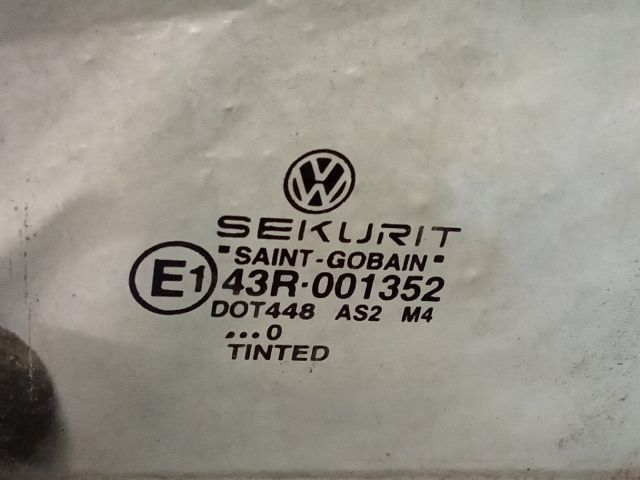 SEKURIT
"SAINT-GOBAIN"
E1 43R·001352
DOT448 AS2 M4
...0
TINTED